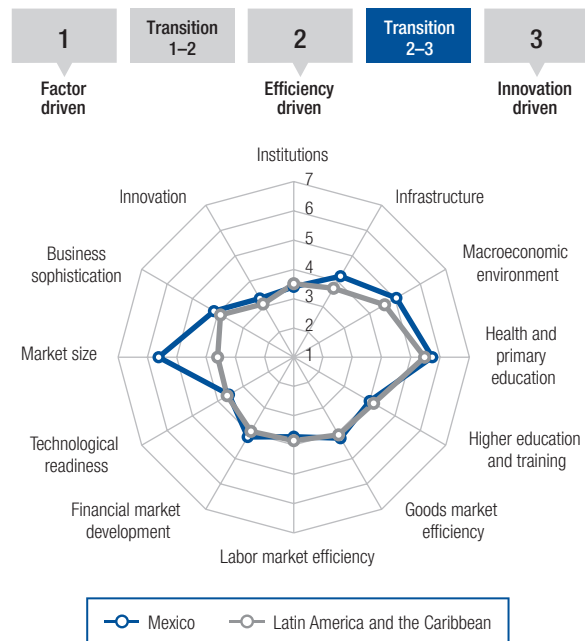 1
Transition
1–2
2
Transition
2–3
3
Factor
driven
Efficiency
driven
Innovation
driven
Institutions
Infrastructure
Macroeconomic
environment
Health and
primary
education
Higher education
and training
Goods market
efficiency
Labor market efficiency
Financial market
development
Technological
readiness
Market size
Business
sophistication
Innovation
7
6
5
4
3
2
1
Mexico
Latin America and the Caribbean